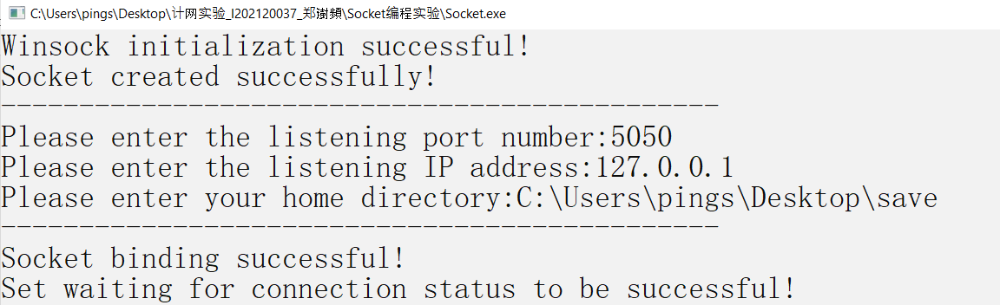 C:\Users\pings\Desktop\计网实验_I202120037_郑澍頻\Socket编程实验\Socket.exe
Winsock initialization successful!
Socket created successfully!
----------------------------------------------
Please enter the listening port number:5050
Please enter the listening IP address:127.0.0.1
Please enter your home directory:C:\Users\pings\Desktop\save
----------------------------------------------
Socket binding successful!
Set waiting for connection status to be successful!